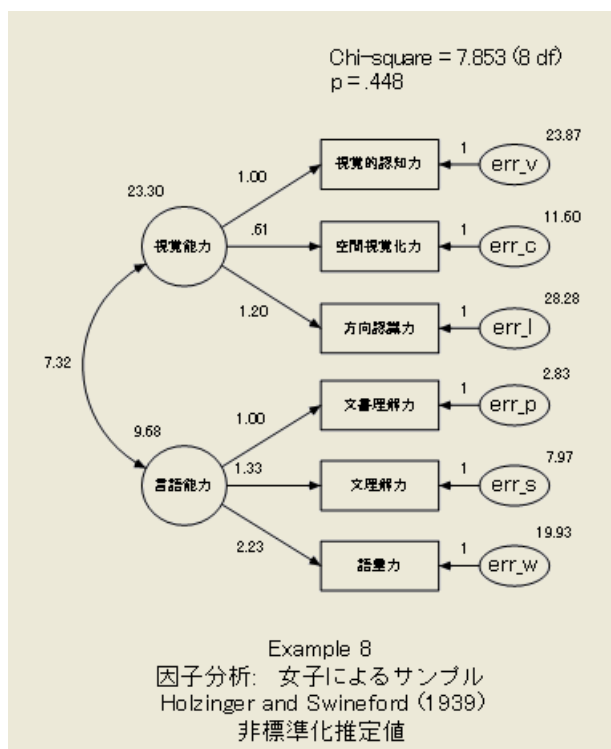 Chi-square = 7.853 (8 df)
p = .448
23.87
1.00
視覚的認知力
1
err_v
23.30
11.60
視覚能力
.61
空間視覚化力
1
err_c
28.28
1.20
方向認識力
1
err_l
7.32
2.83
9.68
1.00
文書理解力
1
err_p
7.97
言語能力
1.33
文理解力
1
err_s
19.93
2.23
語彙力
1
err_w
Example 8
因子分析: 女子によるサンプル
Holzinger and Swineford (1939)
非標準化推定値